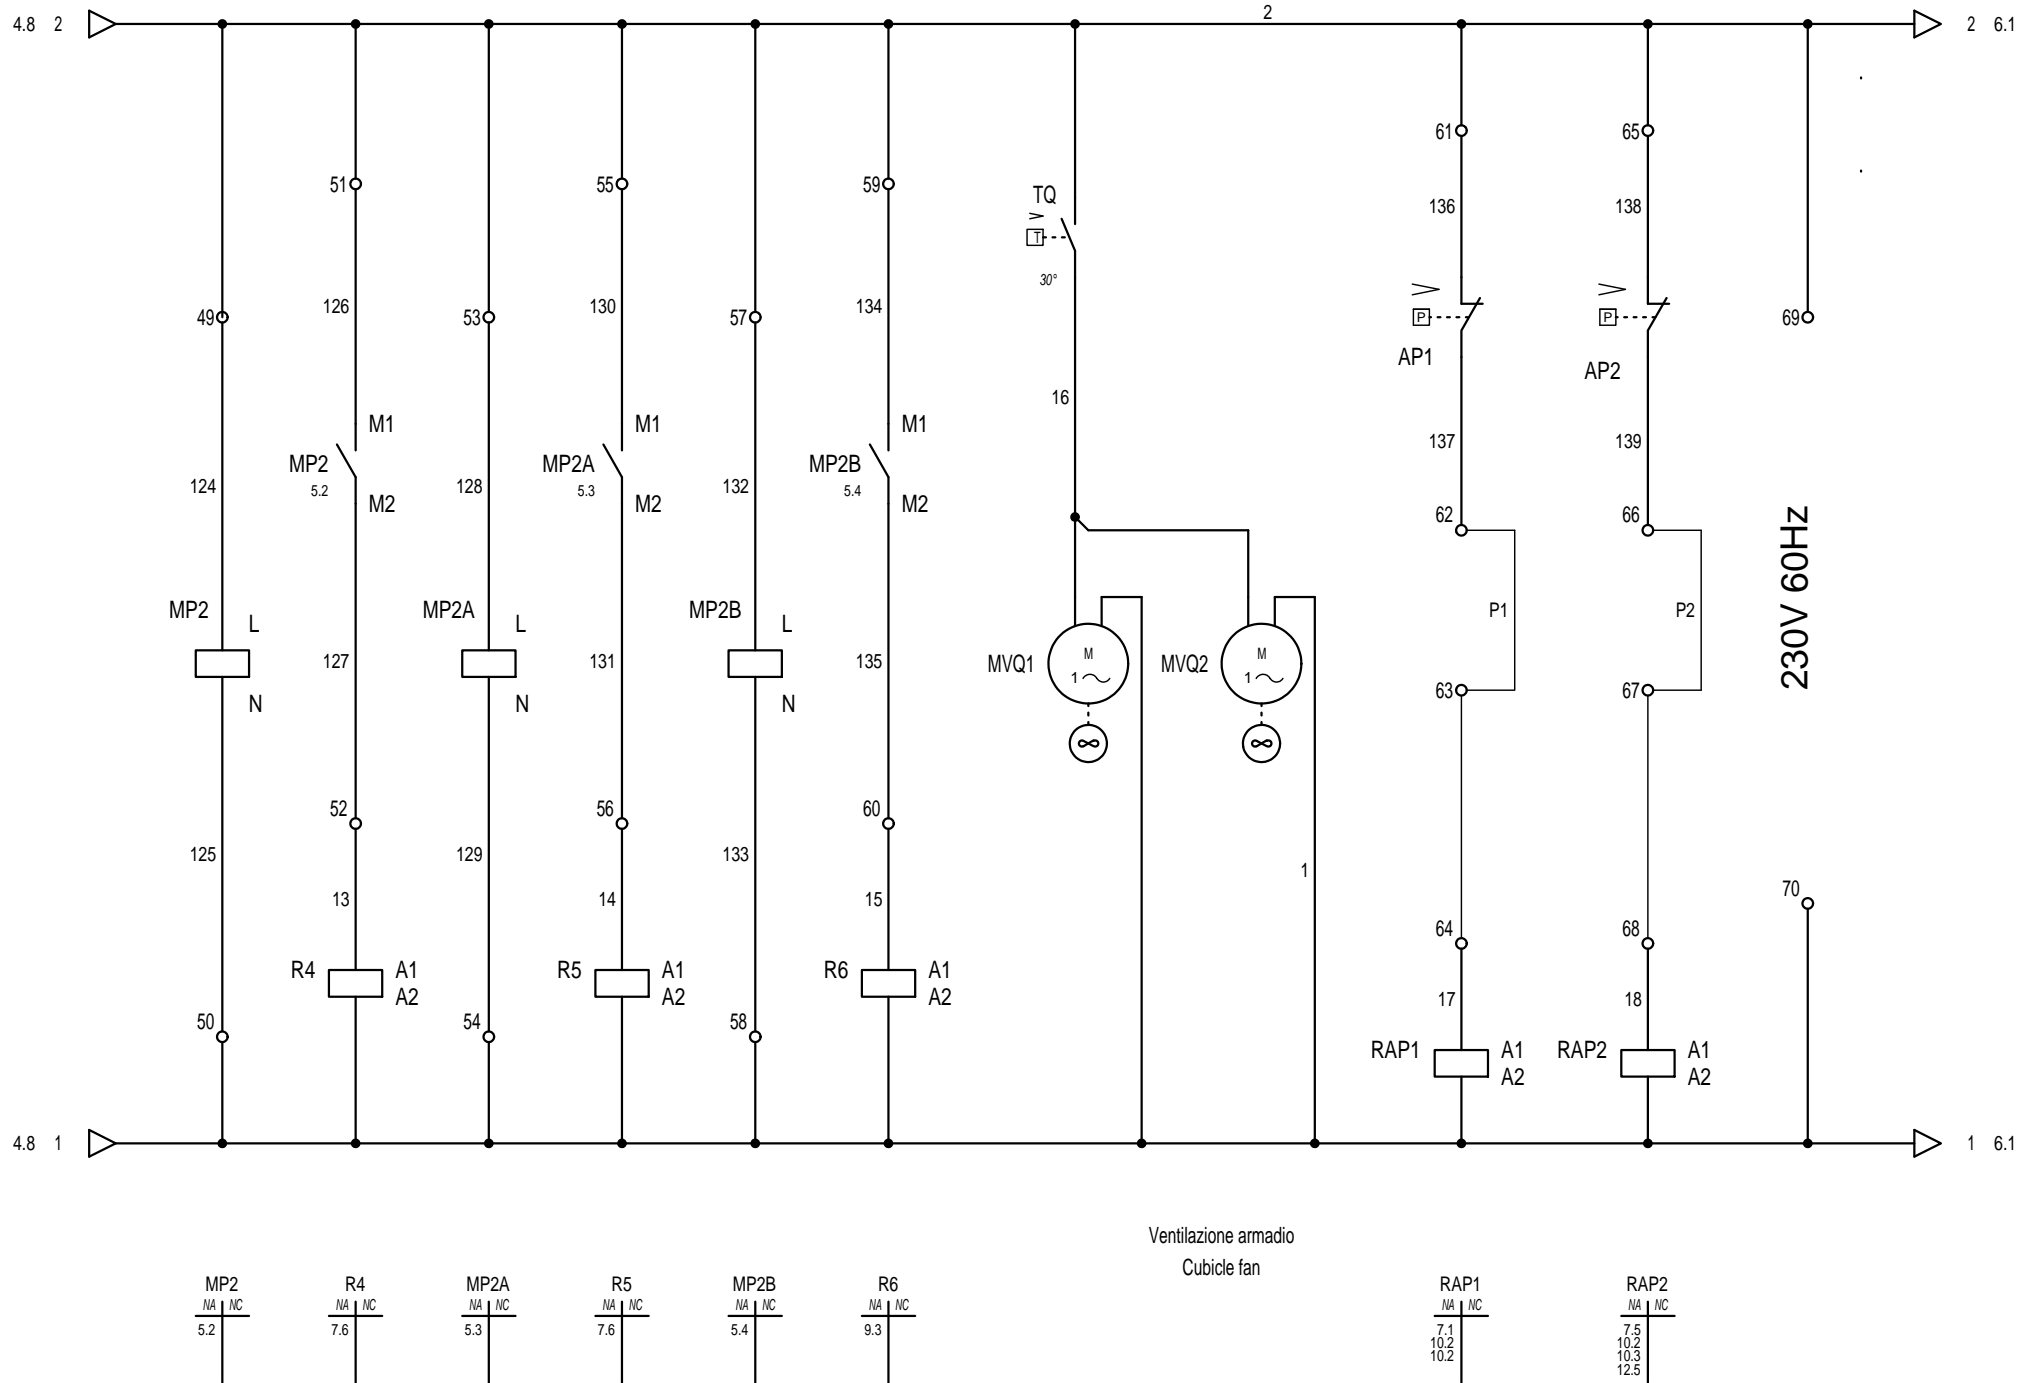 4.8 2
2
2 6.1
61
65
51
55
59
TQ
T
30°
136
138
49
126
53
130
57
134
P
AP1
P
AP2
69
16
M1
M1
M1
MP2
5.2
MP2A
5.3
MP2B
5.4
137
139
124
M2
128
M2
132
M2
62
66
230V 60Hz
MP2
L
MP2A
L
MP2B
L
P1
P2
127
131
135
MVQ1
M
1
MVQ2
M
1
63
67
N
N
N
52
56
60
125
129
133
1
70
13
14
15
64
68
R4
A1
A2
R5
A1
A2
R6
A1
A2
17
18
50
54
58
RAP1
A1
A2
RAP2
A1
A2
4.8 1
1 6.1
Ventilazione armadio
Cubicle fan
MP2
NA NC
5.2
R4
NA NC
7.6
MP2A
NA NC
5.3
R5
NA NC
7.6
MP2B
NA NC
5.4
R6
NA NC
9.3
RAP1
NA NC
7.1
10.2
10.2
RAP2
NA NC
7.5
10.2
10.3
12.5